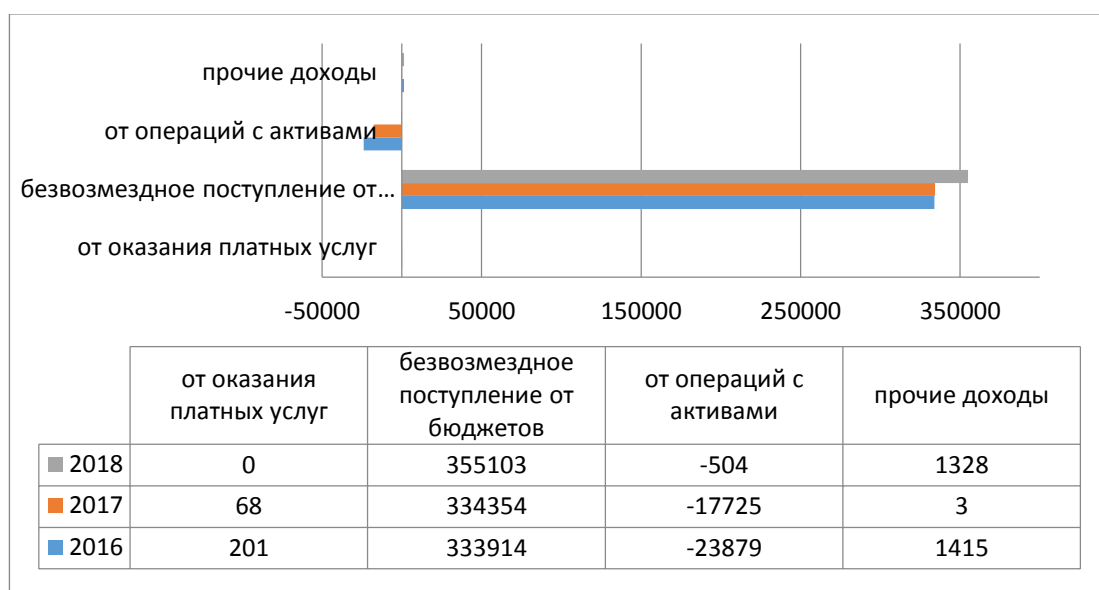 прочие доходы
от операций с активами
безвозмездное поступление от...
от оказания платных услуг
-50000 50000 150000 250000 350000
от оказания платных услуг
безвозмездное поступление от бюджетов
от операций с активами
прочие доходы
2018 0 355103 -504 1328
2017 68 334354 -17725 3
2016 201 333914 -23879 1415